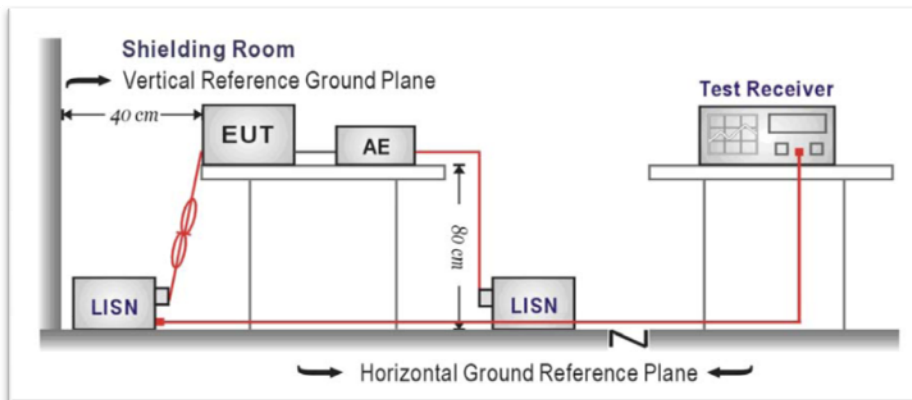 Shielding Room
Vertical Reference Ground Plane
Test Receiver
40 cm
EUT
AE
80 cm
LISN
LISN
Horizontal Ground Reference Plane